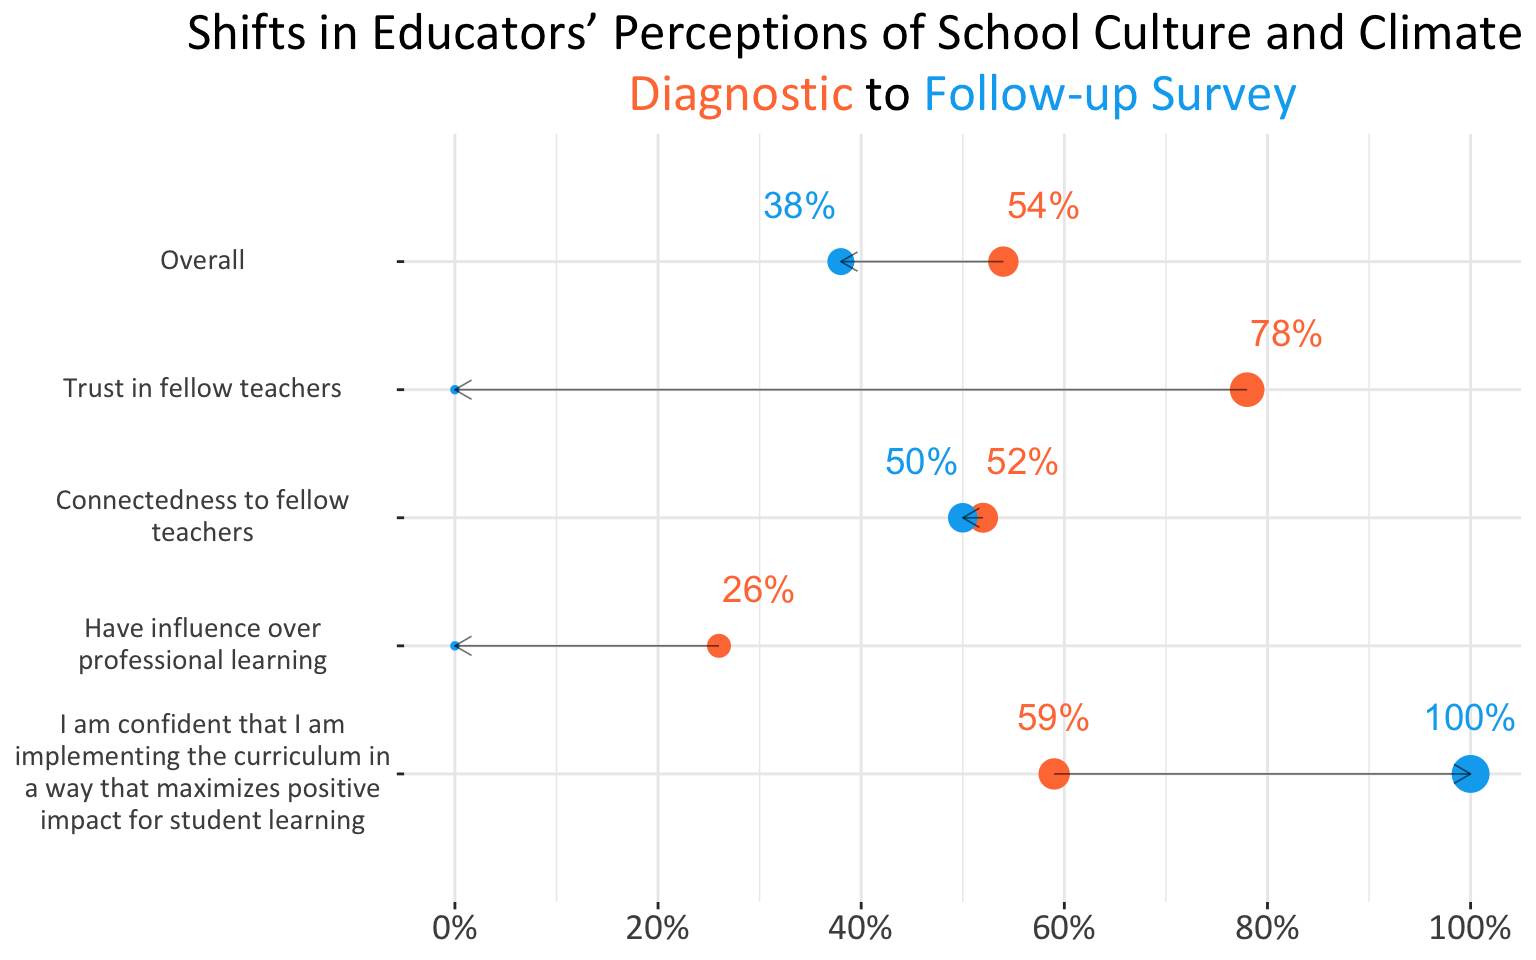 Shifts in Educators’ Perceptions of School Culture and Climate
Diagnostic to Follow-up Survey
38% 54%
Overall
78%
Trust in fellow teachers
50% 52%
Connectedness to fellow
teachers
26%
Have influence over
professional learning
59% 100%
I am confident that I am
implementing the curriculum in
a way that maximizes positive
impact for student learning
0% 20% 40% 60% 80% 100%